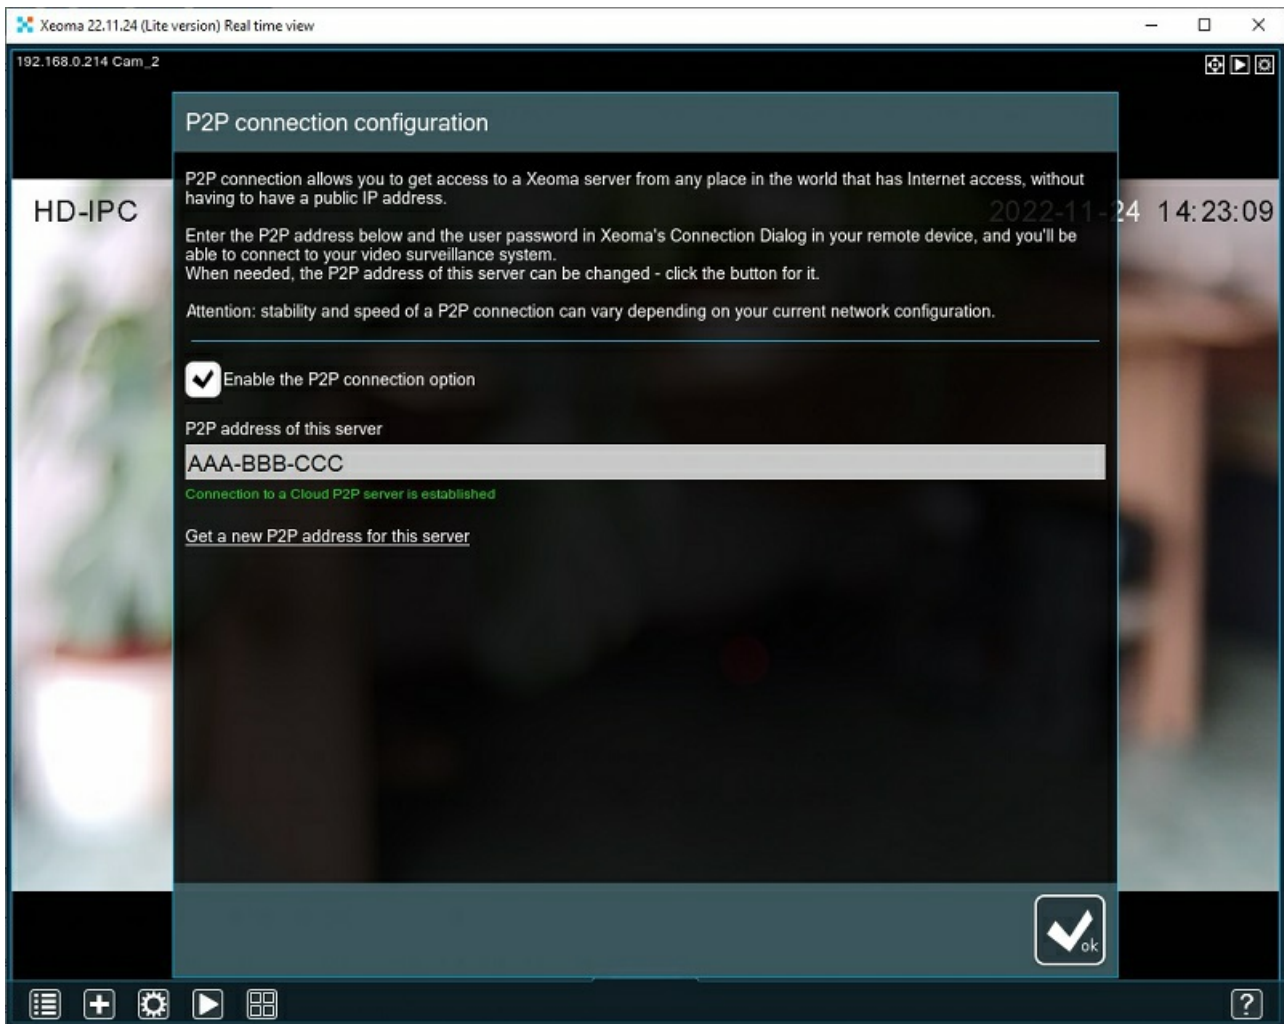 Xeoma 22.11.24 (Lite version) Real time view
192.168.0.214 Cam_2
P2P connection configuration
P2P connection allows you to get access to a Xeoma server from any place in the world that has Internet access, without
having to have a public IP address.
HD-IPC
2022-11-24 14:23:09
Enter the P2P address below and the user password in Xeoma's Connection Dialog in your remote device, and you'll be
able to connect to your video surveillance system.
When needed, the P2P address of this server can be changed - click the button for it.
Attention: stability and speed of a P2P connection can vary depending on your current network configuration.
Enable the P2P connection option
P2P address of this server
AAA-BBB-CCC
Connection to a Cloud P2P server is established
Get a new P2P address for this server
ok
?